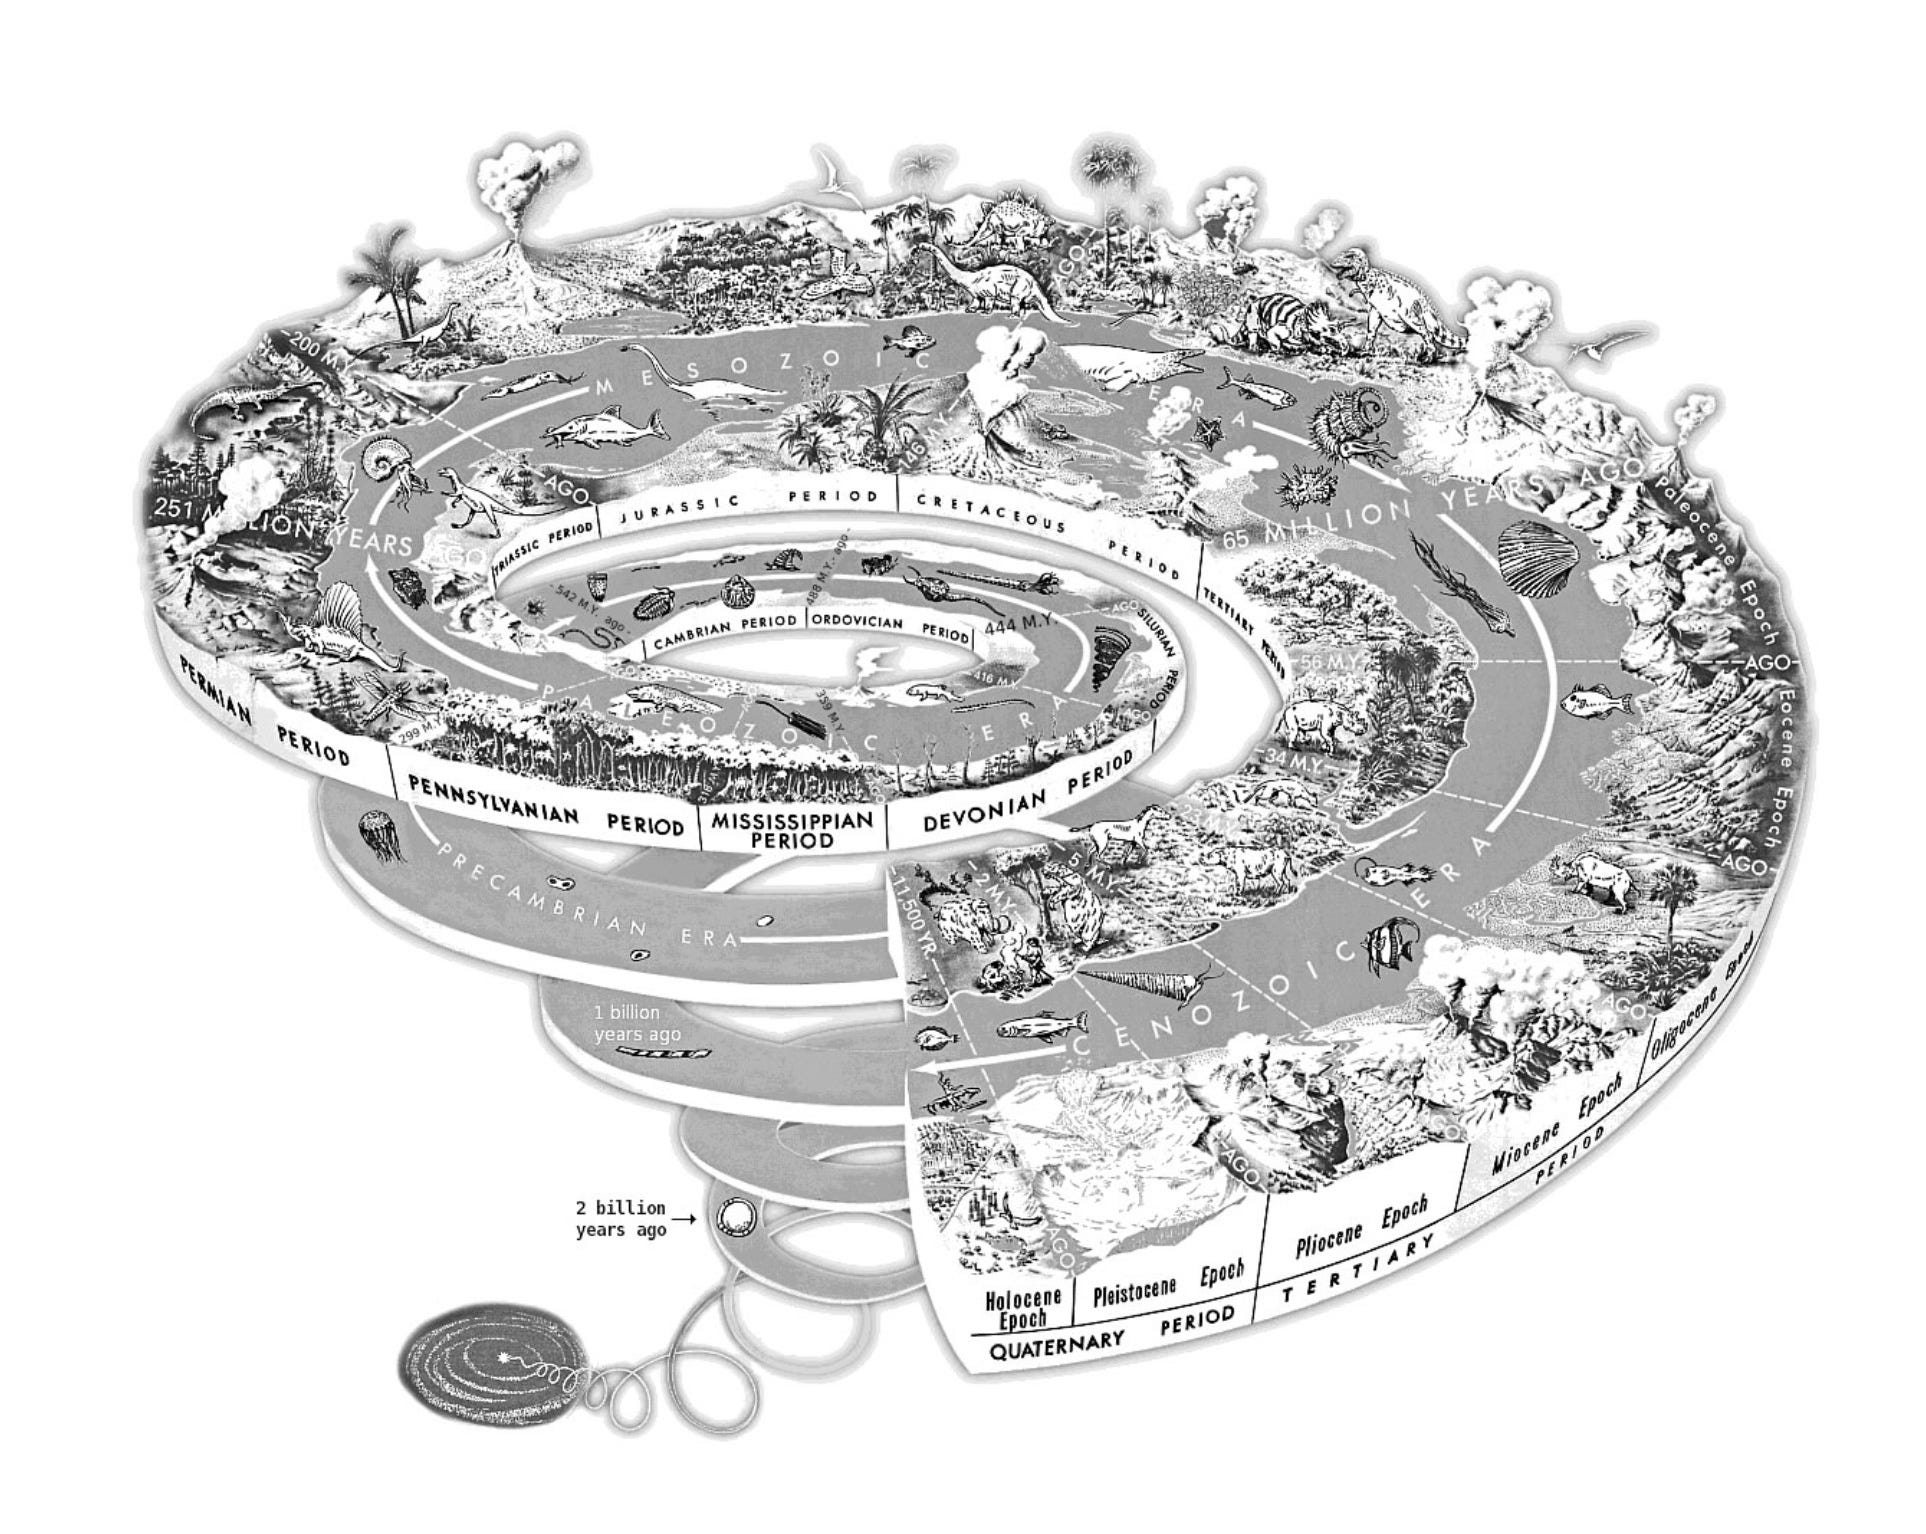 200 M.Y.
AGO
251 MILLION YEARS AGO
MESOZOIC ERA
146 M.Y.
AGO
65 MILLION YEARS AGO
TRIASSIC PERIOD
JURASSIC PERIOD
CRETACEOUS PERIOD
TERTIARY PERIOD
Paleocene Epoch
56 M.Y.
AGO
Eocene Epoch
34 M.Y.
AGO
Oligocene Epoch
23 M.Y.
AGO
542 M.Y. ago
488 M.Y. ago
CAMBRIAN PERIOD
ORDOVICIAN PERIOD
444 M.Y.
AGO
SILURIAN PERIOD
416 M.Y.
AGO
359 M.Y.
AGO
318 M.Y.
AGO
299 M.Y.
PALEOZOIC ERA
PERMIAN PERIOD
PENNSYLVANIAN PERIOD
MISSISSIPPIAN
PERIOD
DEVONIAN PERIOD
PRECAMBRIAN ERA
1 billion
years ago
2 billion
years ago
11,500 YR.
2 M.Y.
AGO
5 M.Y.
AGO
CENOZOIC ERA
Miocene Epoch
Pliocene Epoch
TERTIARY PERIOD
Holocene
Epoch
Pleistocene Epoch
QUATERNARY PERIOD